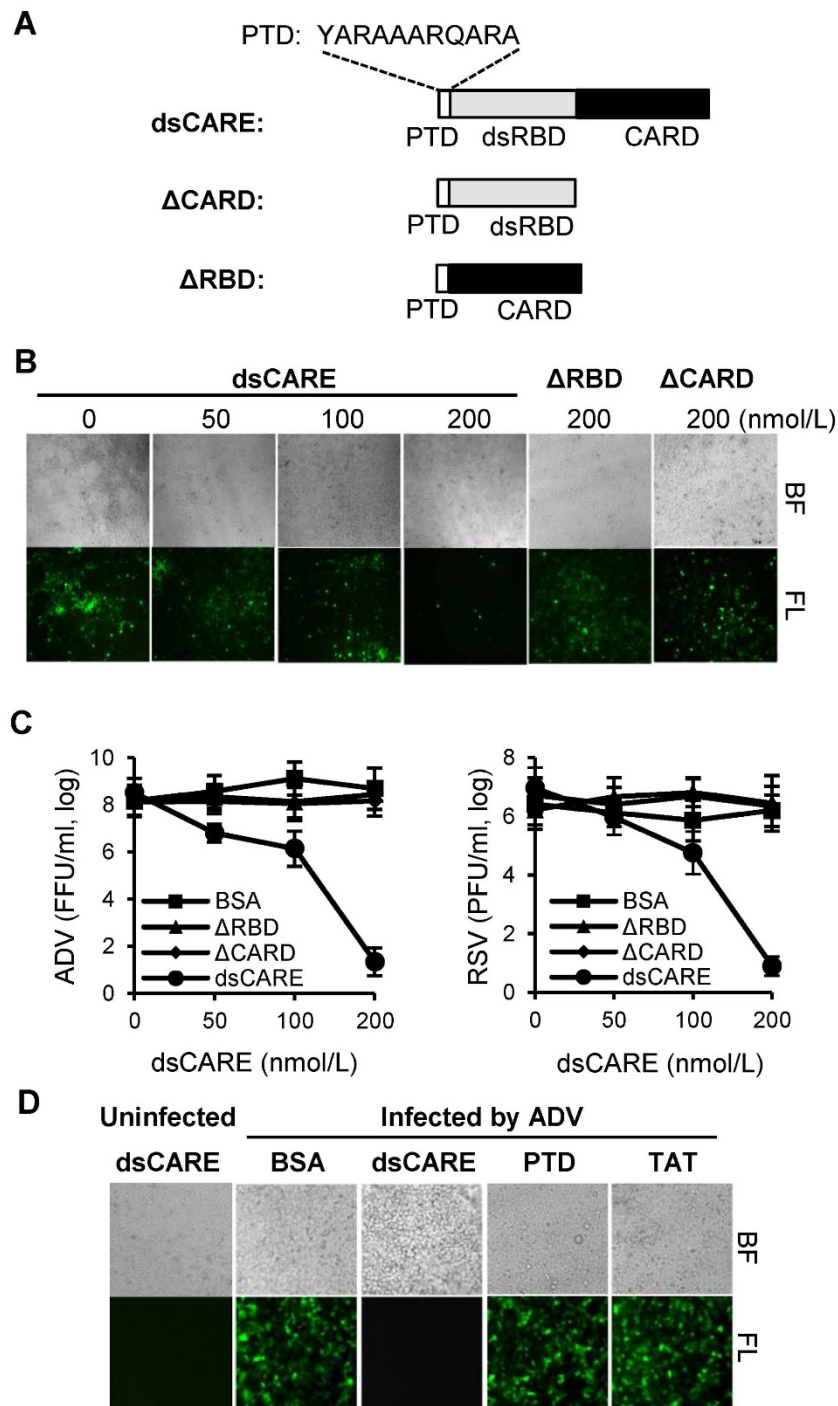 A
PTD: YARAAARQARA
dsCARE:
PTD dsRBD CARD
ΔCARD:
PTD dsRBD
ΔRBD:
PTD CARD
B
dsCARE ΔRBD ΔCARD
0 50 100 200 200 200 (nmol/L)
BF
FL
C
10
8
6
4
2
0
ADV (FFU/ml, log)
BSA
ΔRBD
ΔCARD
dsCARE
0 50 100 200
dsCARE (nmol/L)
8
6
4
2
0
RSV (PFU/ml, log)
BSA
ΔRBD
ΔCARD
dsCARE
0 50 100 200
dsCARE (nmol/L)
D
Uninfected Infected by ADV
dsCARE BSA dsCARE PTD TAT
BF
FL